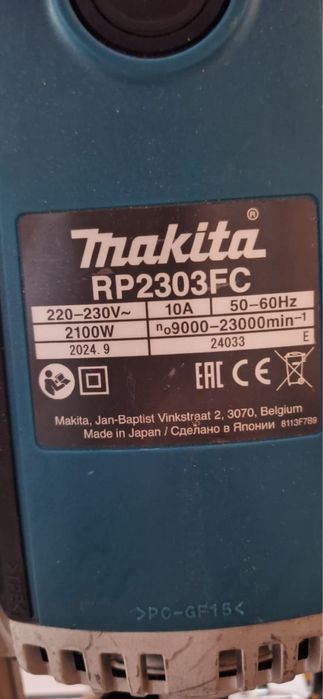 makita®
RP2303FC
220-230V~ 10A 50-60Hz
2100W n₀9000-23000min⁻¹
2024.9 24033 E
EAC CE
Makita, Jan-Baptist Vinkstraat 2, 3070, Belgium
Made in Japan / Сделано в Японии 8113F7B9
>PC-GF15<